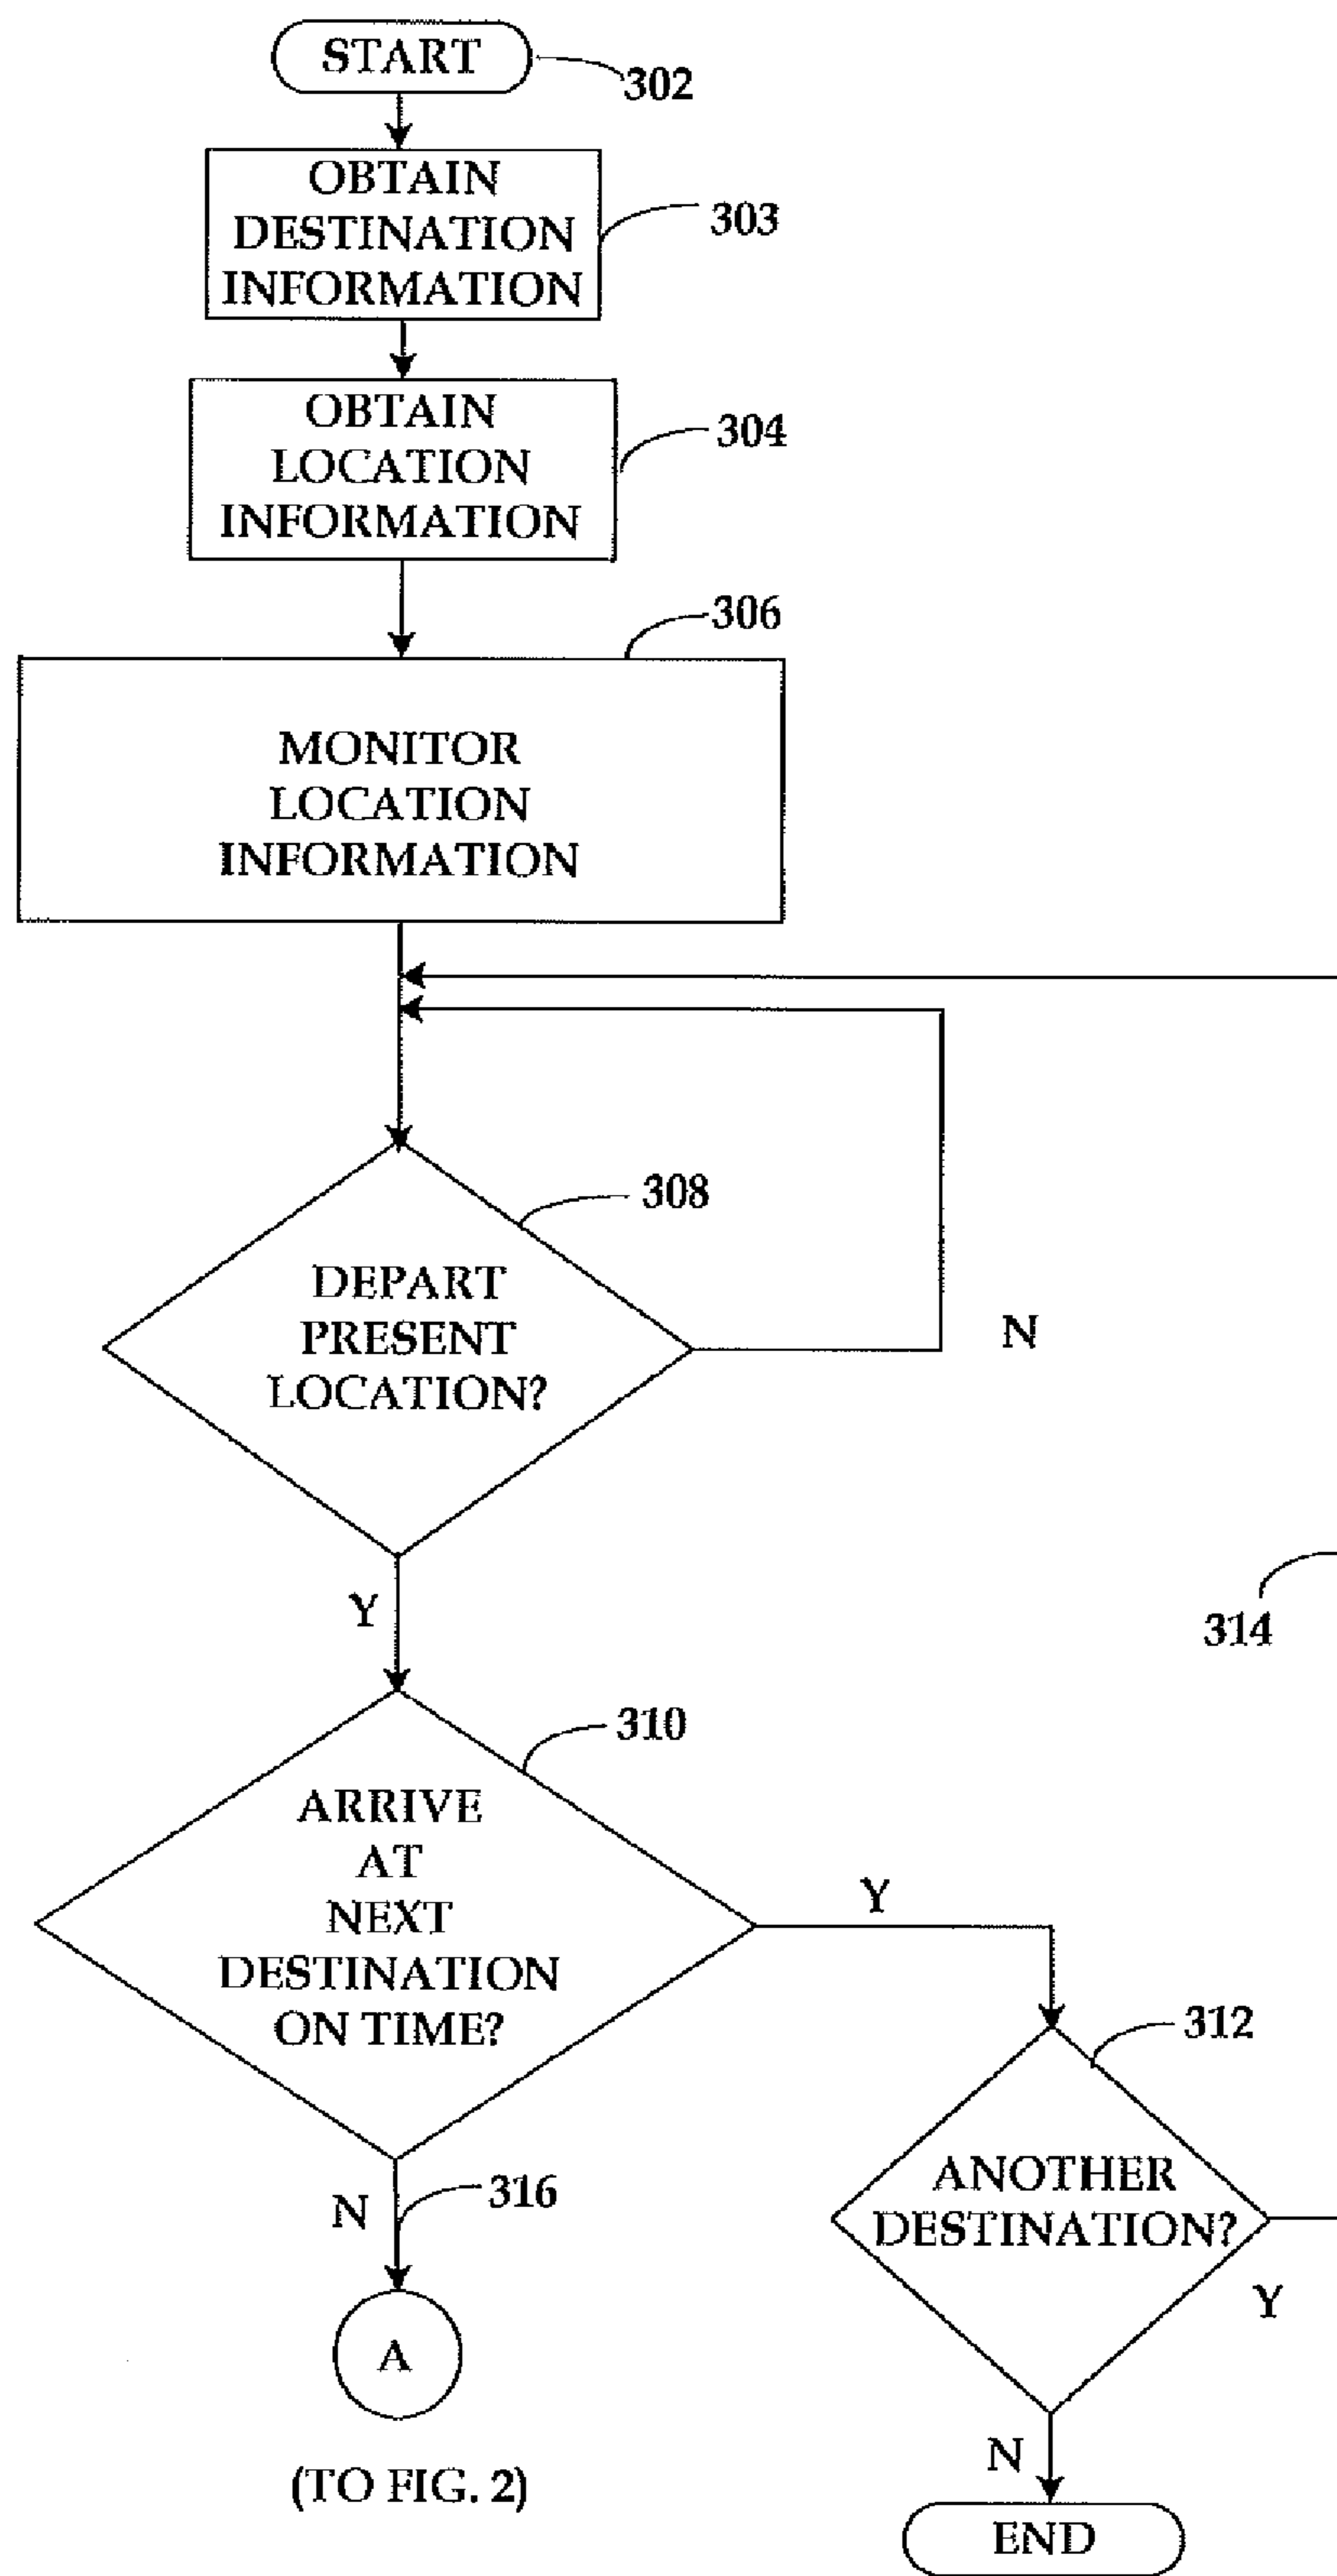 START
302
OBTAIN
DESTINATION
INFORMATION
303
OBTAIN
LOCATION
INFORMATION
304
306
MONITOR
LOCATION
INFORMATION
308
DEPART
PRESENT
LOCATION?
N
Y
314
310
ARRIVE
AT
NEXT
DESTINATION
ON TIME?
Y
312
ANOTHER
DESTINATION?
Y
N
316
A
(TO FIG. 2)
N
END